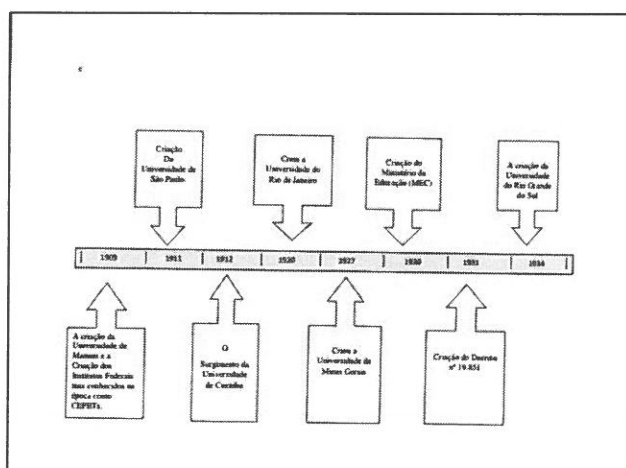 Criação
Da
Universidade de
São Paulo
Criou a
Universidade do
Rio de Janeiro
Criação do
Ministério da
Educação (MEC)
A criação da
Universidade
do Rio Grande
do Sul
1909 1911 1912 1920 1927 1930 1931 1934
A criação da
Universidade de
Manaus e a
Criação dos
Institutos Federais
mas conhecidos na
época como
CEFETs.
O
Surgimento da
Universidade
de Curitiba
Criou a
Universidade de
Minas Gerais
Criação do Decreto
nº 19.851